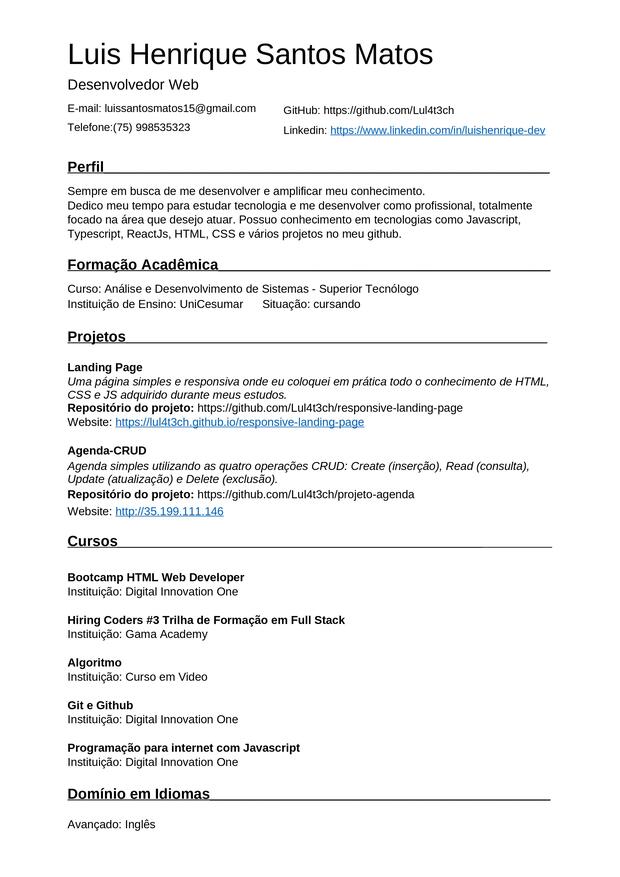 Luis Henrique Santos Matos
Desenvolvedor Web
E-mail: luissantosmatos15@gmail.com
GitHub: https://github.com/Lul4t3ch
Telefone:(75) 998535323
Linkedin: https://www.linkedin.com/in/luishenrique-dev
Perfil
Sempre em busca de me desenvolver e amplificar meu conhecimento.
Dedico meu tempo para estudar tecnologia e me desenvolver como profissional, totalmente
focado na área que desejo atuar. Possuo conhecimento em tecnologias como Javascript,
Typescript, ReactJs, HTML, CSS e vários projetos no meu github.
Formação Acadêmica
Curso: Análise e Desenvolvimento de Sistemas - Superior Tecnólogo
Instituição de Ensino: UniCesumar Situação: cursando
Projetos
Landing Page
Uma página simples e responsiva onde eu coloquei em prática todo o conhecimento de HTML,
CSS e JS adquirido durante meus estudos.
Repositório do projeto: https://github.com/Lul4t3ch/responsive-landing-page
Website: https://lul4t3ch.github.io/responsive-landing-page
Agenda-CRUD
Agenda simples utilizando as quatro operações CRUD: Create (inserção), Read (consulta),
Update (atualização) e Delete (exclusão).
Repositório do projeto: https://github.com/Lul4t3ch/projeto-agenda
Website: http://35.199.111.146
Cursos
Bootcamp HTML Web Developer
Instituição: Digital Innovation One
Hiring Coders #3 Trilha de Formação em Full Stack
Instituição: Gama Academy
Algoritmo
Instituição: Curso em Video
Git e Github
Instituição: Digital Innovation One
Programação para internet com Javascript
Instituição: Digital Innovation One
Domínio em Idiomas
Avançado: Inglês